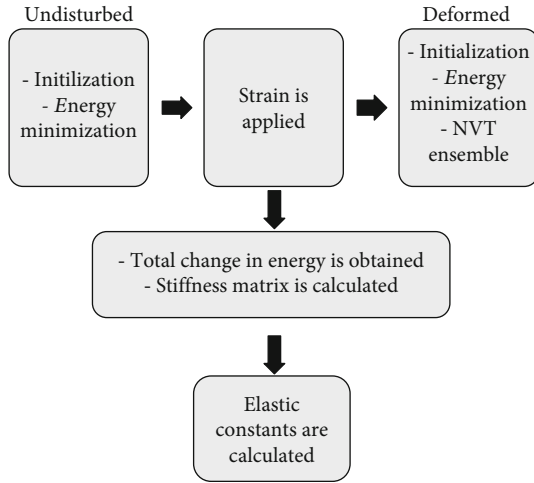 Undisturbed
- Initilization
- Energy
minimization
Strain is
applied
Deformed
- Initialization
- Energy
minimization
- NVT
ensemble
- Total change in energy is obtained
- Stiffness matrix is calculated
Elastic
constants are
calculated